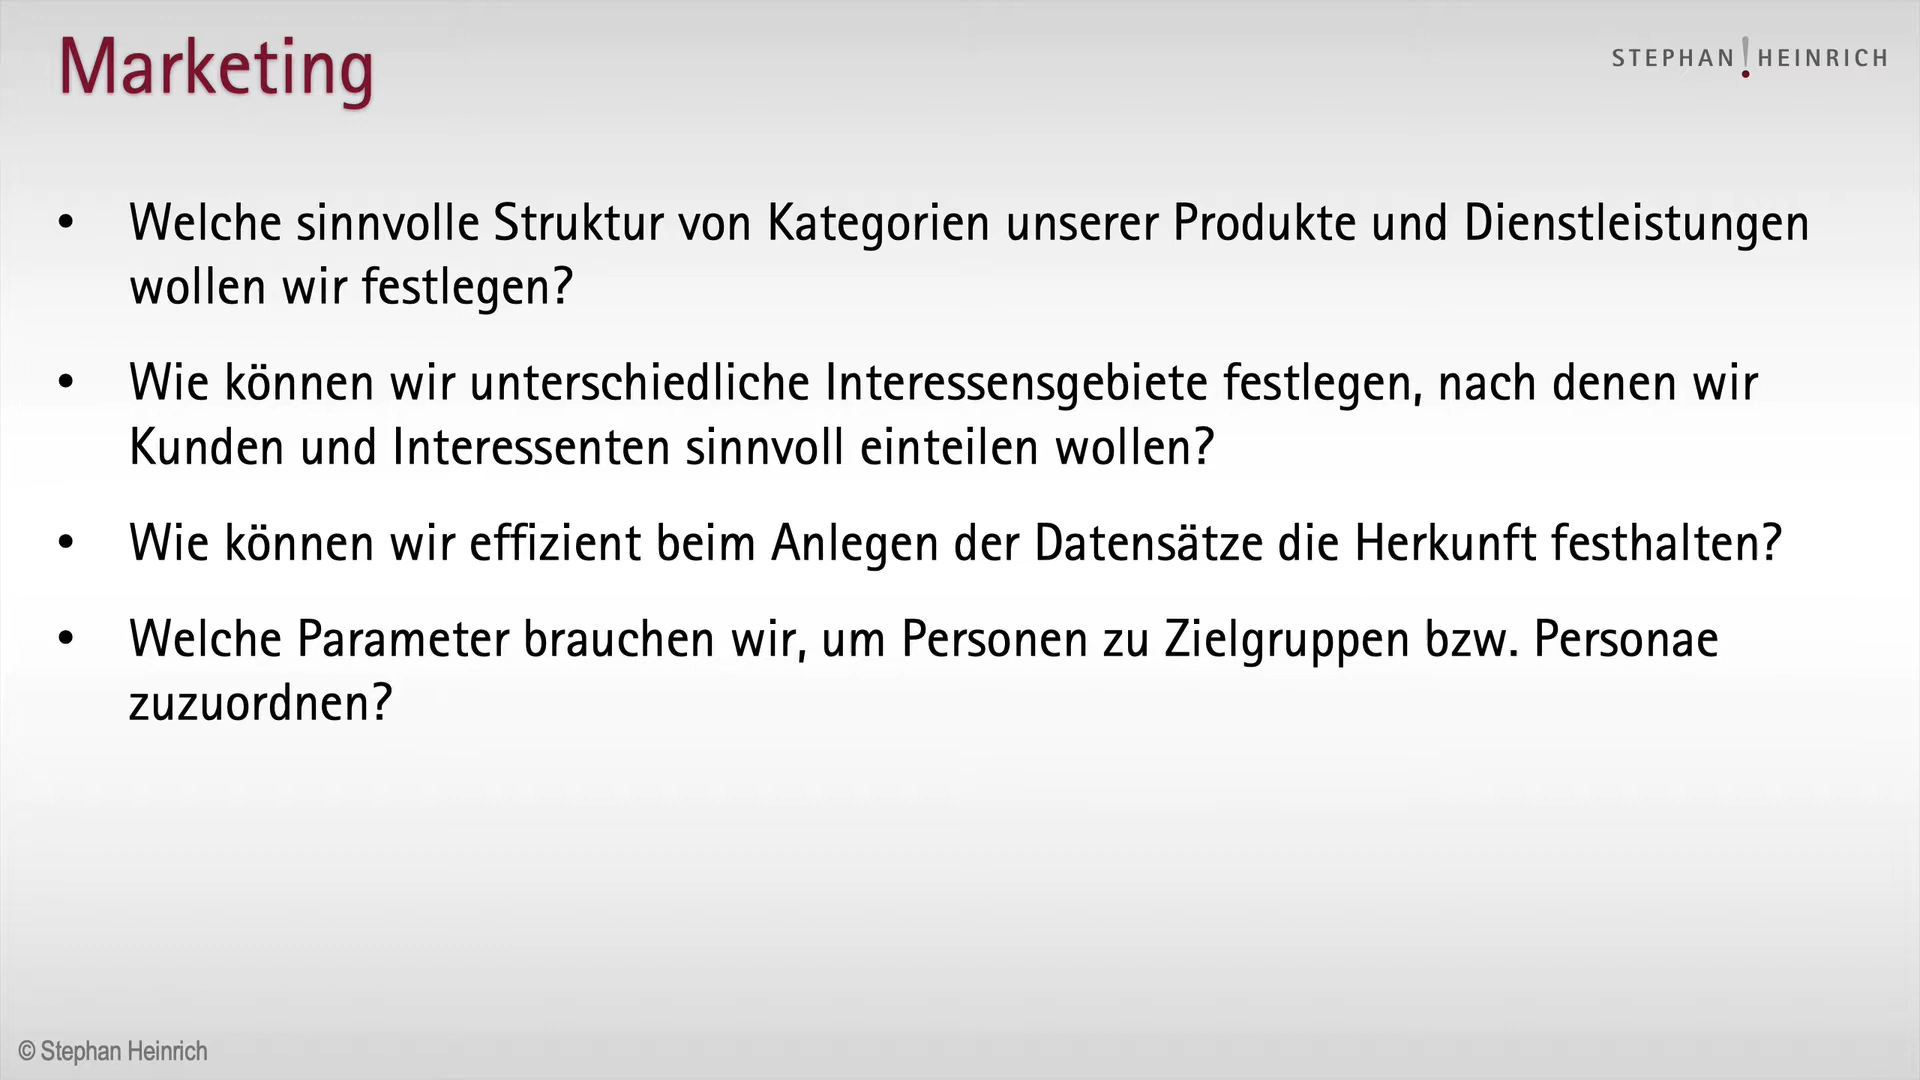 Marketing
STEPHAN!HEINRICH
• Welche sinnvolle Struktur von Kategorien unserer Produkte und Dienstleistungen
wollen wir festlegen?
• Wie können wir unterschiedliche Interessensgebiete festlegen, nach denen wir
Kunden und Interessenten sinnvoll einteilen wollen?
• Wie können wir effizient beim Anlegen der Datensätze die Herkunft festhalten?
• Welche Parameter brauchen wir, um Personen zu Zielgruppen bzw. Personae
zuzuordnen?
© Stephan Heinrich